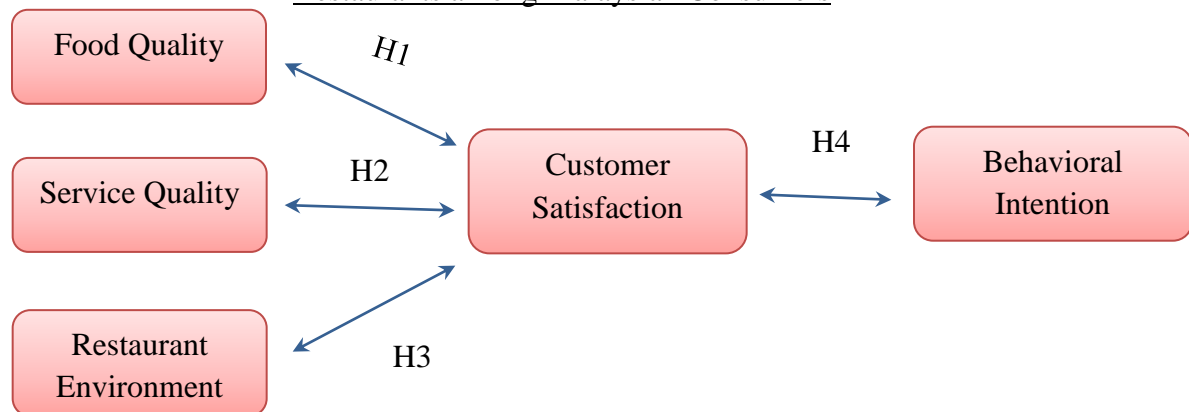 Food Quality
H1
Service Quality
H2
Customer
Satisfaction
H4
Behavioral
Intention
Restaurant
Environment
H3